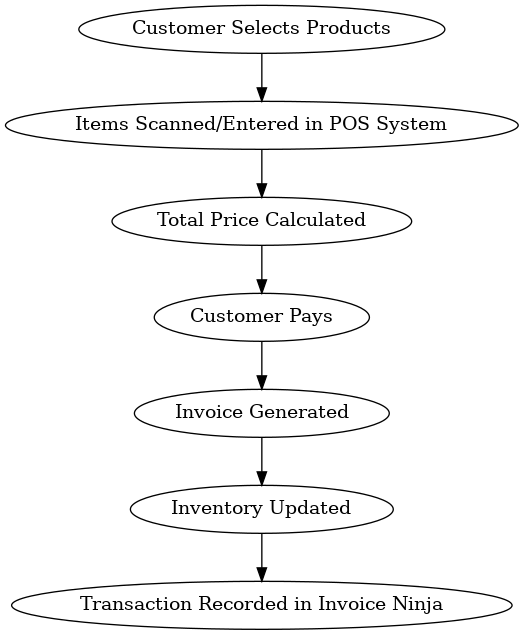 Customer Selects Products
Items Scanned/Entered in POS System
Total Price Calculated
Customer Pays
Invoice Generated
Inventory Updated
Transaction Recorded in Invoice Ninja